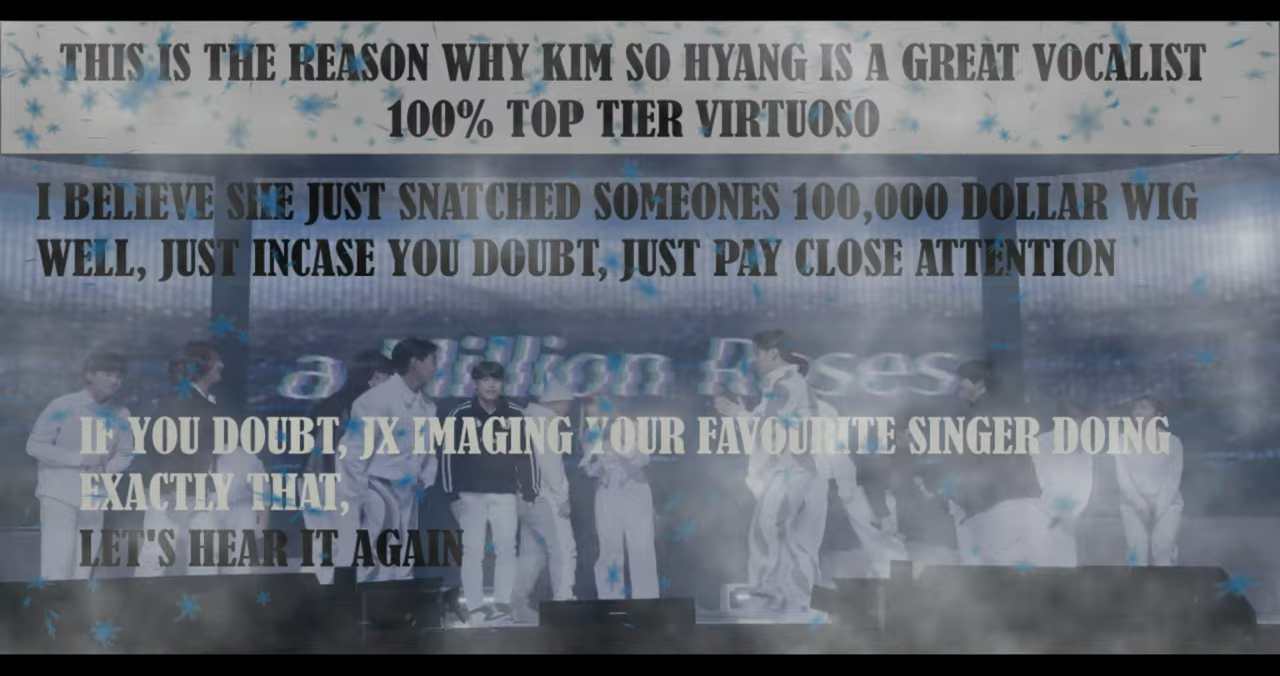 THIS IS THE REASON WHY KIM SO HYANG IS A GREAT VOCALIST
100% TOP TIER VIRTUOSO
I BELIEVE SHE JUST SNATCHED SOMEONES 100,000 DOLLAR WIG
WELL, JUST INCASE YOU DOUBT, JUST PAY CLOSE ATTENTION
a Million Roses
IF YOU DOUBT, JX IMAGING YOUR FAVOURITE SINGER DOING
EXACTLY THAT,
LET'S HEAR IT AGAIN